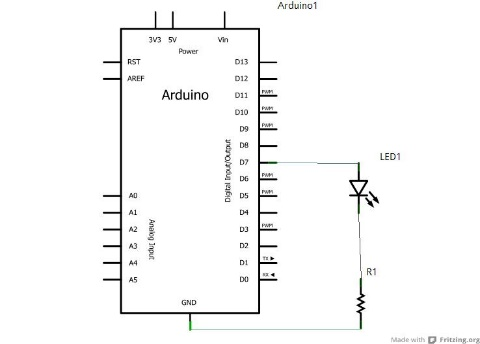 Arduino1
3V3 5V Vin
Power
RST
AREF
Arduino
D13
D12
PWM
D11
PWM
D10
PWM
D9
D8
D7
PWM
D6
PWM
D5
D4
PWM
D3
D2
TX ►
D1
RX ◄
D0
Digital Input/Output
LED1
A0
A1
A2
A3
A4
A5
Analog Input
R1
GND
Made with Fritzing.org